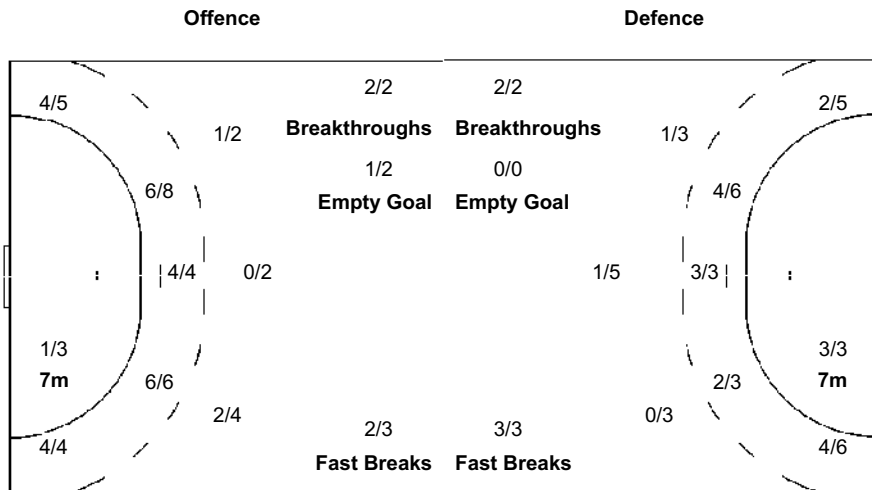 Offence
Defence
2/2
2/2
4/5
2/5
1/2
Breakthroughs
Breakthroughs
1/3
1/2
0/0
6/8
4/6
Empty Goal
Empty Goal
4/4
0/2
1/5
3/3
1/3
3/3
7m
7m
6/6
2/3
2/4
0/3
2/3
3/3
4/4
4/6
Fast Breaks
Fast Breaks